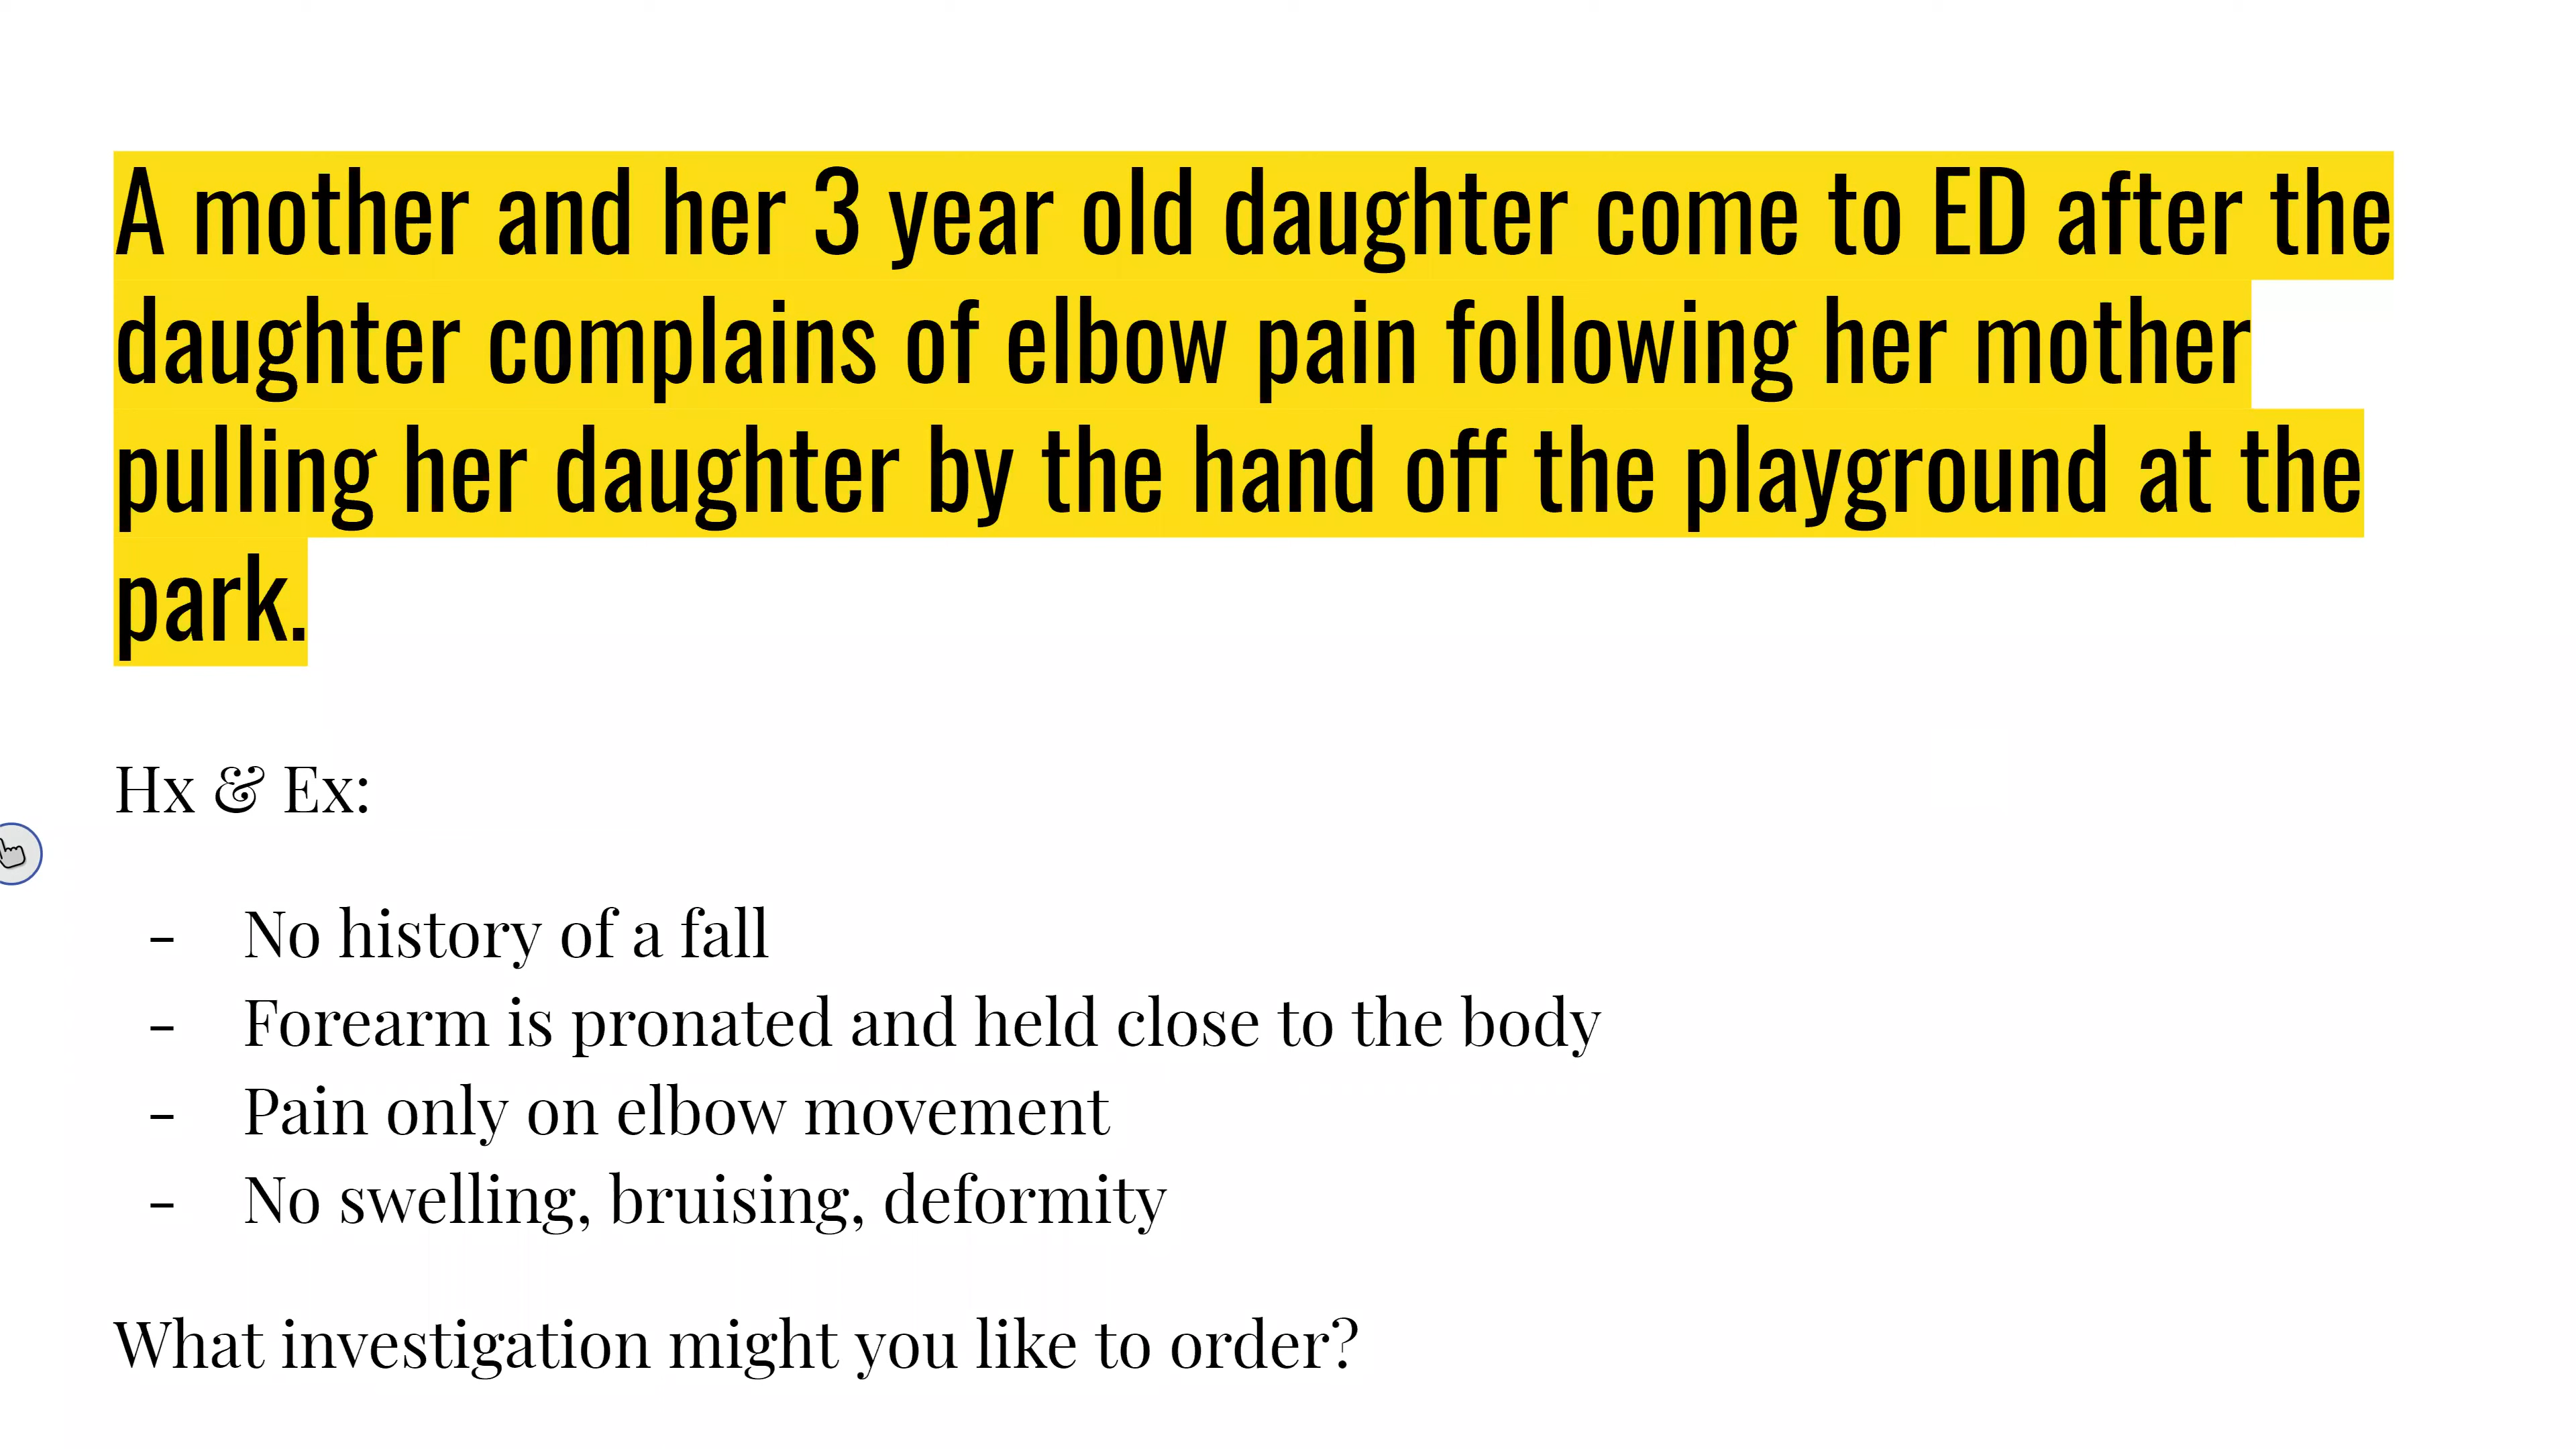 A mother and her 3 year old daughter come to ED after the
daughter complains of elbow pain following her mother
pulling her daughter by the hand off the playground at the
park.
Hx & Ex:
- No history of a fall
- Forearm is pronated and held close to the body
- Pain only on elbow movement
- No swelling, bruising, deformity
What investigation might you like to order?